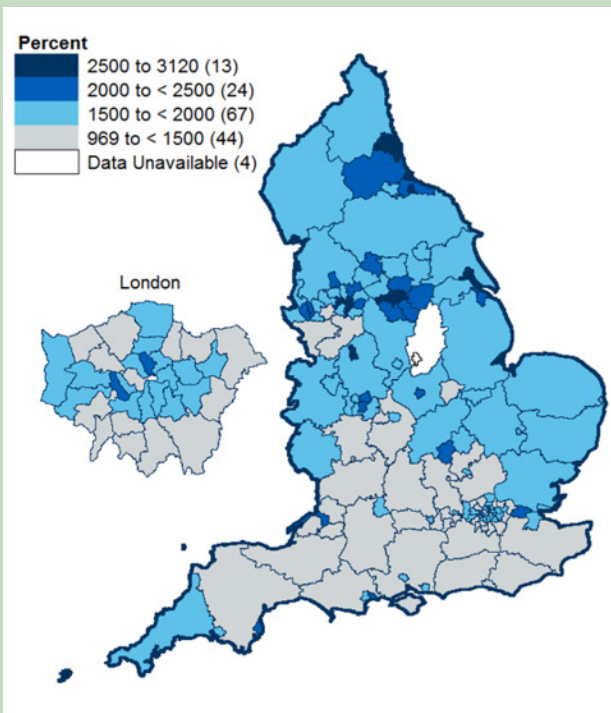 Percent
2500 to 3120 (13)
2000 to < 2500 (24)
1500 to < 2000 (67)
969 to < 1500 (44)
Data Unavailable (4)
London